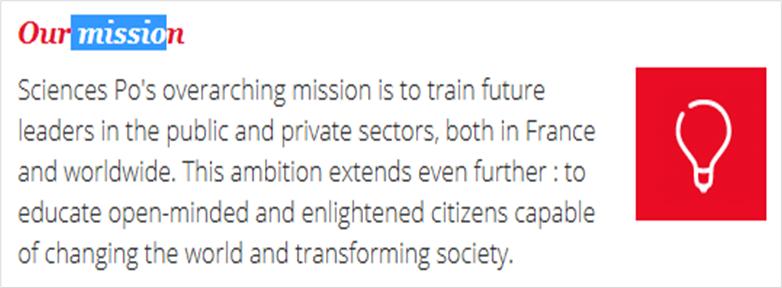 Our mission
Sciences Po's overarching mission is to train future
leaders in the public and private sectors, both in France
and worldwide. This ambition extends even further : to
educate open-minded and enlightened citizens capable
of changing the world and transforming society.